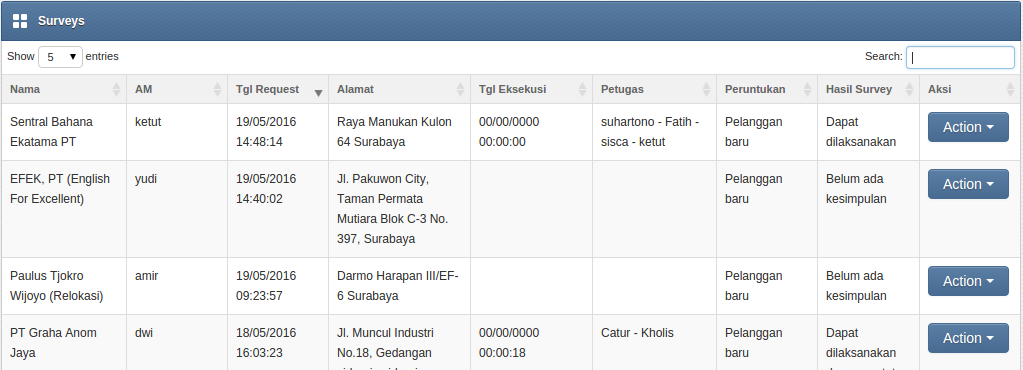 Surveys
Show 5 entries
Search:
Nama AM Tgl Request Alamat Tgl Eksekusi Petugas Peruntukan Hasil Survey Aksi
Sentral Bahana ketut 19/05/2016 Raya Manukan Kulon 00/00/0000 suhartono - Fatih - Pelanggan Dapat Action
Ekatama PT 14:48:14 64 Surabaya 00:00:00 sisca - ketut baru dilaksanakan
EFEK, PT (English yudi 19/05/2016 Jl. Pakuwon City, Pelanggan Belum ada Action
For Excellent) 14:40:02 Taman Permata baru kesimpulan
Mutiara Blok C-3 No.
397, Surabaya
Paulus Tjokro amir 19/05/2016 Darmo Harapan III/EF- Pelanggan Belum ada Action
Wijoyo (Relokasi) 09:23:57 6 Surabaya baru kesimpulan
PT Graha Anom dwi 18/05/2016 Jl. Muncul Industri 00/00/0000 Catur - Kholis Pelanggan Dapat Action
Jaya 16:03:23 No.18, Gedangan 00:00:18 baru dilaksanakan